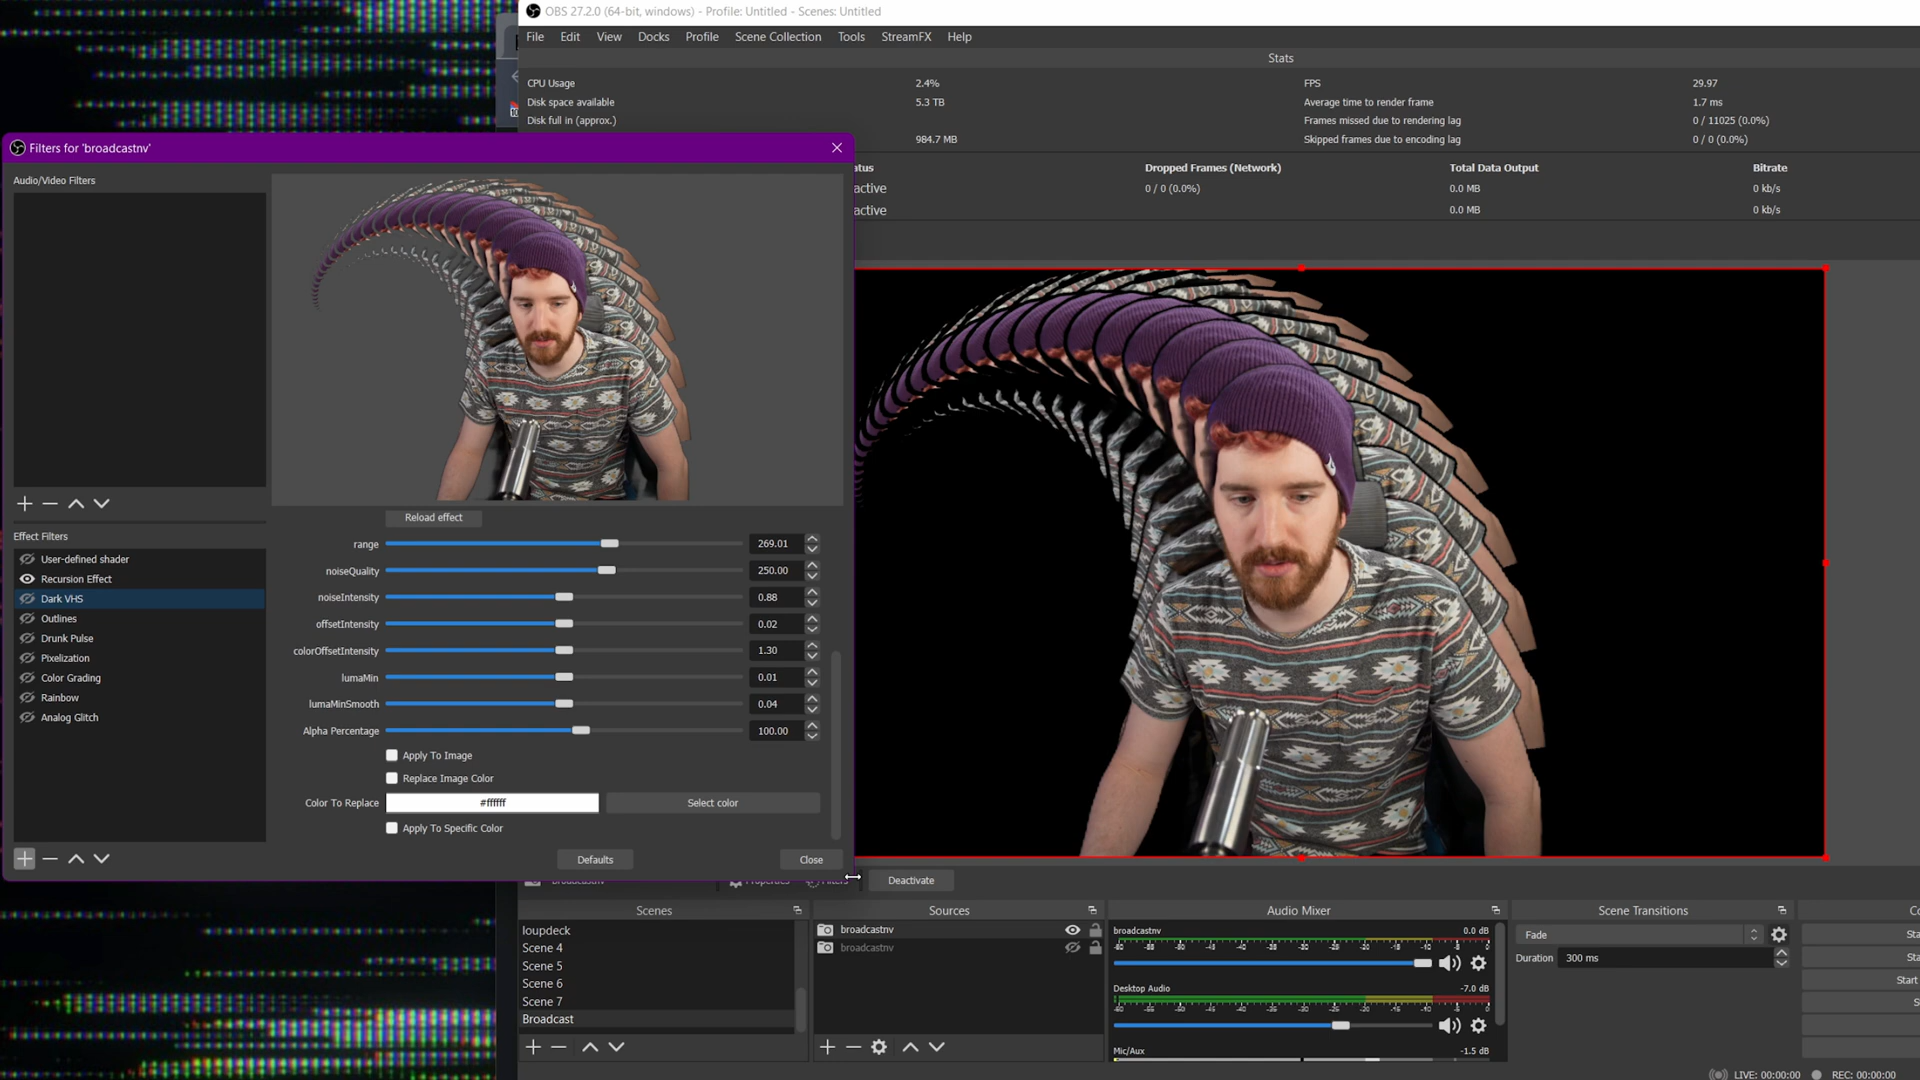 OBS 27.2.0 (64-bit, windows) - Profile: Untitled - Scenes: Untitled
File Edit View Docks Profile Scene Collection Tools StreamFX Help
Stats
CPU Usage 2.4% FPS 29.97
Disk space available 5.3 TB Average time to render frame 1.7 ms
Disk full in (approx.) Frames missed due to rendering lag 0 / 11025 (0.0%)
984.7 MB Skipped frames due to encoding lag 0 / 0 (0.0%)
atus Dropped Frames (Network) Total Data Output Bitrate
active 0 / 0 (0.0%) 0.0 MB 0 kb/s
active 0.0 MB 0 kb/s
Filters for 'broadcastnv'
Audio/Video Filters
Effect Filters
User-defined shader
Recursion Effect
Dark VHS
Outlines
Drunk Pulse
Pixelization
Color Grading
Rainbow
Analog Glitch
Reload effect
range 269.01
noiseQuality 250.00
noiseIntensity 0.88
offsetIntensity 0.02
colorOffsetIntensity 1.30
lumaMin 0.01
lumaMinSmooth 0.04
Alpha Percentage 100.00
Apply To Image
Replace Image Color
Color To Replace #ffffff Select color
Apply To Specific Color
Defaults Close
Deactivate
Scenes
loupdeck
Scene 4
Scene 5
Scene 6
Scene 7
Broadcast
Sources
broadcastnv
broadcastnv
Audio Mixer
broadcastnv 0.0 dB
Desktop Audio -7.0 dB
Mic/Aux -1.5 dB
Scene Transitions
Fade
Duration 300 ms
Co
Sta
Sta
Start
LIVE: 00:00:00 REC: 00:00:00